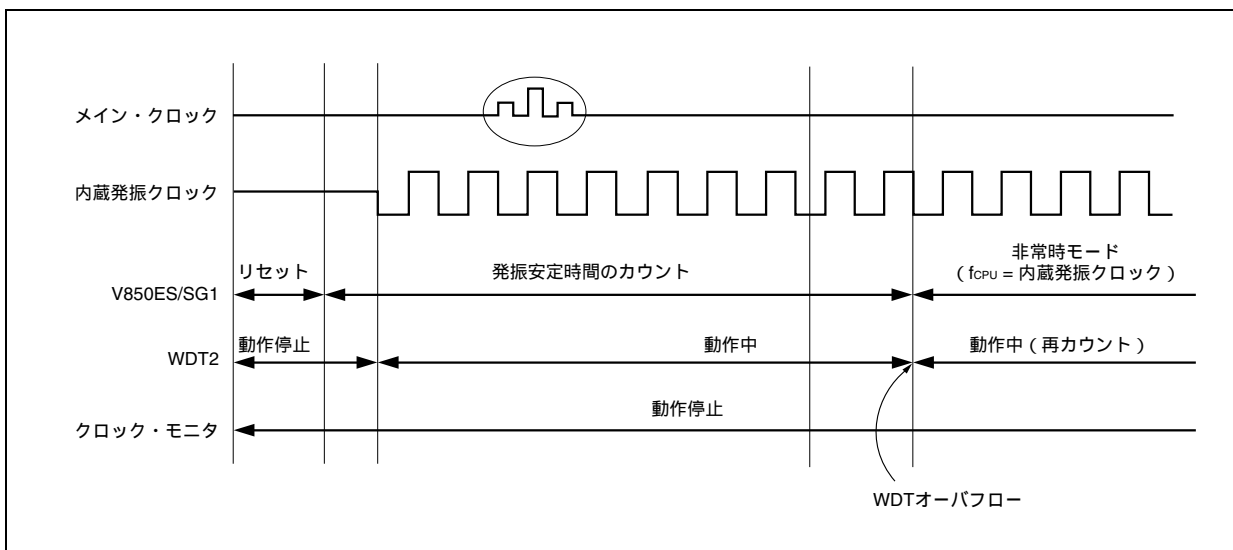 メイン・クロック
内蔵発振クロック
リセット
発振安定時間のカウント
非常時モード
( fCPU = 内蔵発振クロック )
V850ES/SG1
動作停止
動作中
動作中 ( 再カウント )
WDT2
動作停止
クロック・モニタ
WDTオーバフロー